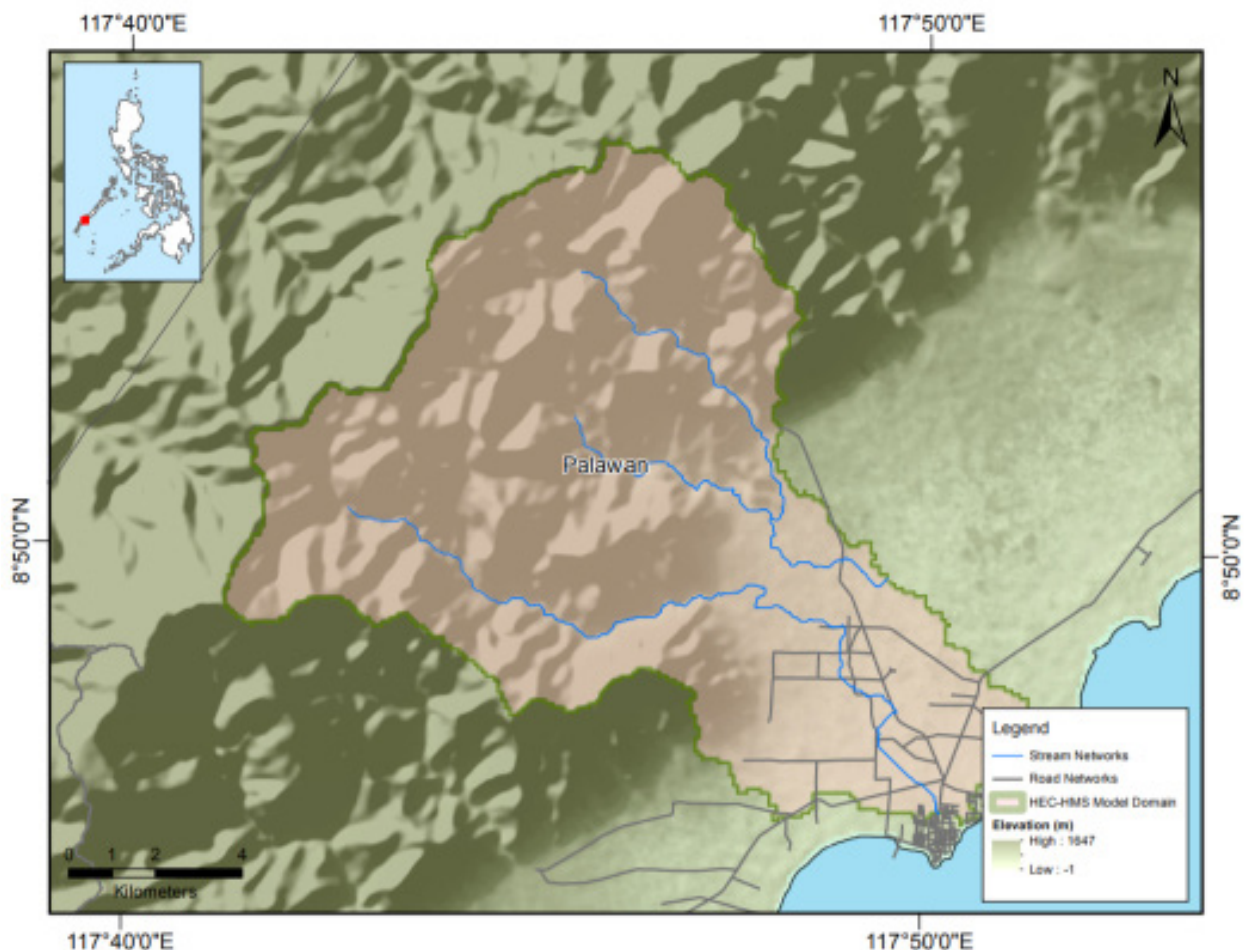 117°40'0"E 117°50'0"E
N
Palawan
8°50'0"N
8°50'0"N
Legend
Stream Networks
Road Networks
HEC-HMS Model Domain
Elevation (m)
High : 1647
Low : -1
0 1 2 4
Kilometers
117°40'0"E 117°50'0"E